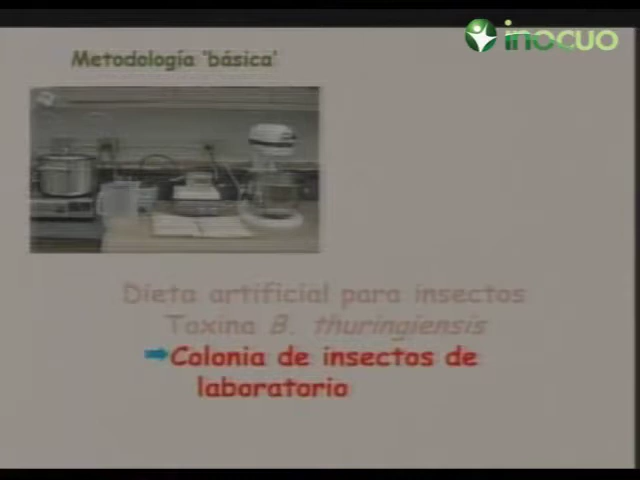 inocuo
Metodología 'básica'
Dieta artificial para insectos
Toxina B. thuringiensis
Colonia de insectos de
laboratorio